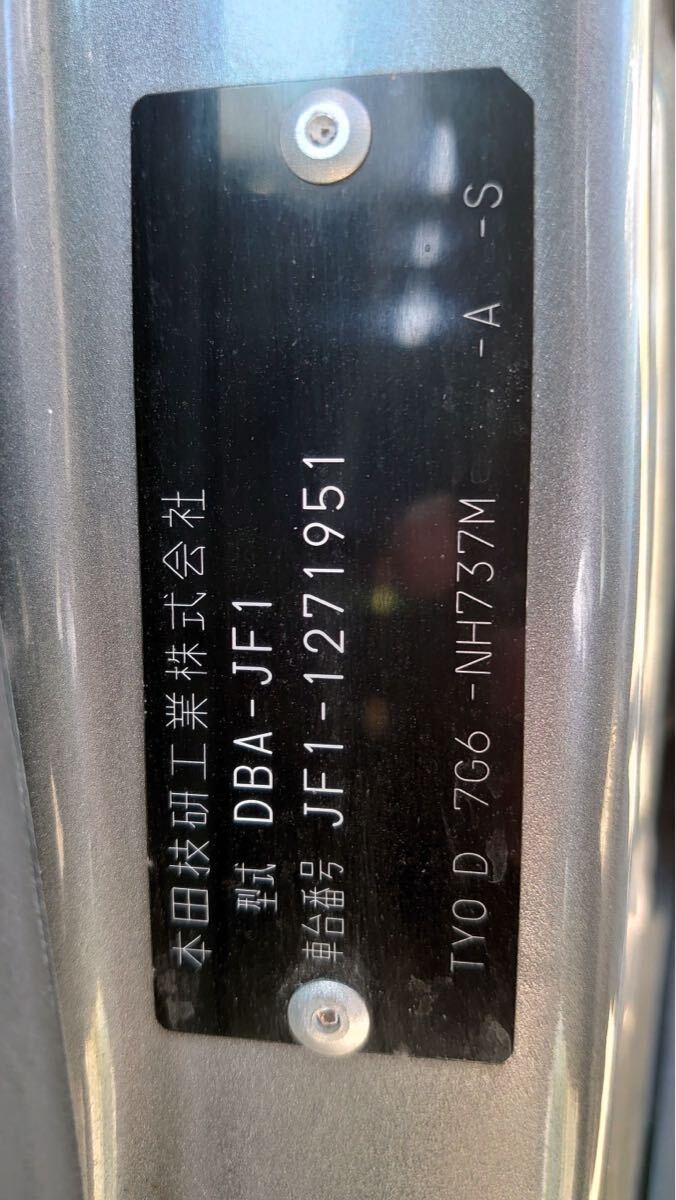 本田技研工業株式会社
型式 DBA-JF1
車台番号 JF1-1271951
TY0 D 7G6 -NH737M -A -S